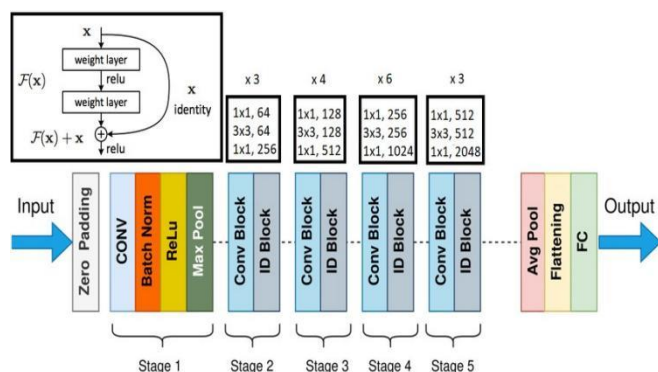 x
weight layer
F(x)
relu
x
weight layer
identity
F(x) + x
relu
x 3
x 4
x 6
x 3
1x1, 64
3x3, 64
1x1, 256
1x1, 128
3x3, 128
1x1, 512
1x1, 256
3x3, 256
1x1, 1024
1x1, 512
3x3, 512
1x1, 2048
Input
Zero Padding
CONV
Batch Norm
ReLu
Max Pool
Conv Block
ID Block
Conv Block
ID Block
Conv Block
ID Block
Conv Block
ID Block
Avg Pool
Flattening
FC
Output
Stage 1
Stage 2
Stage 3
Stage 4
Stage 5